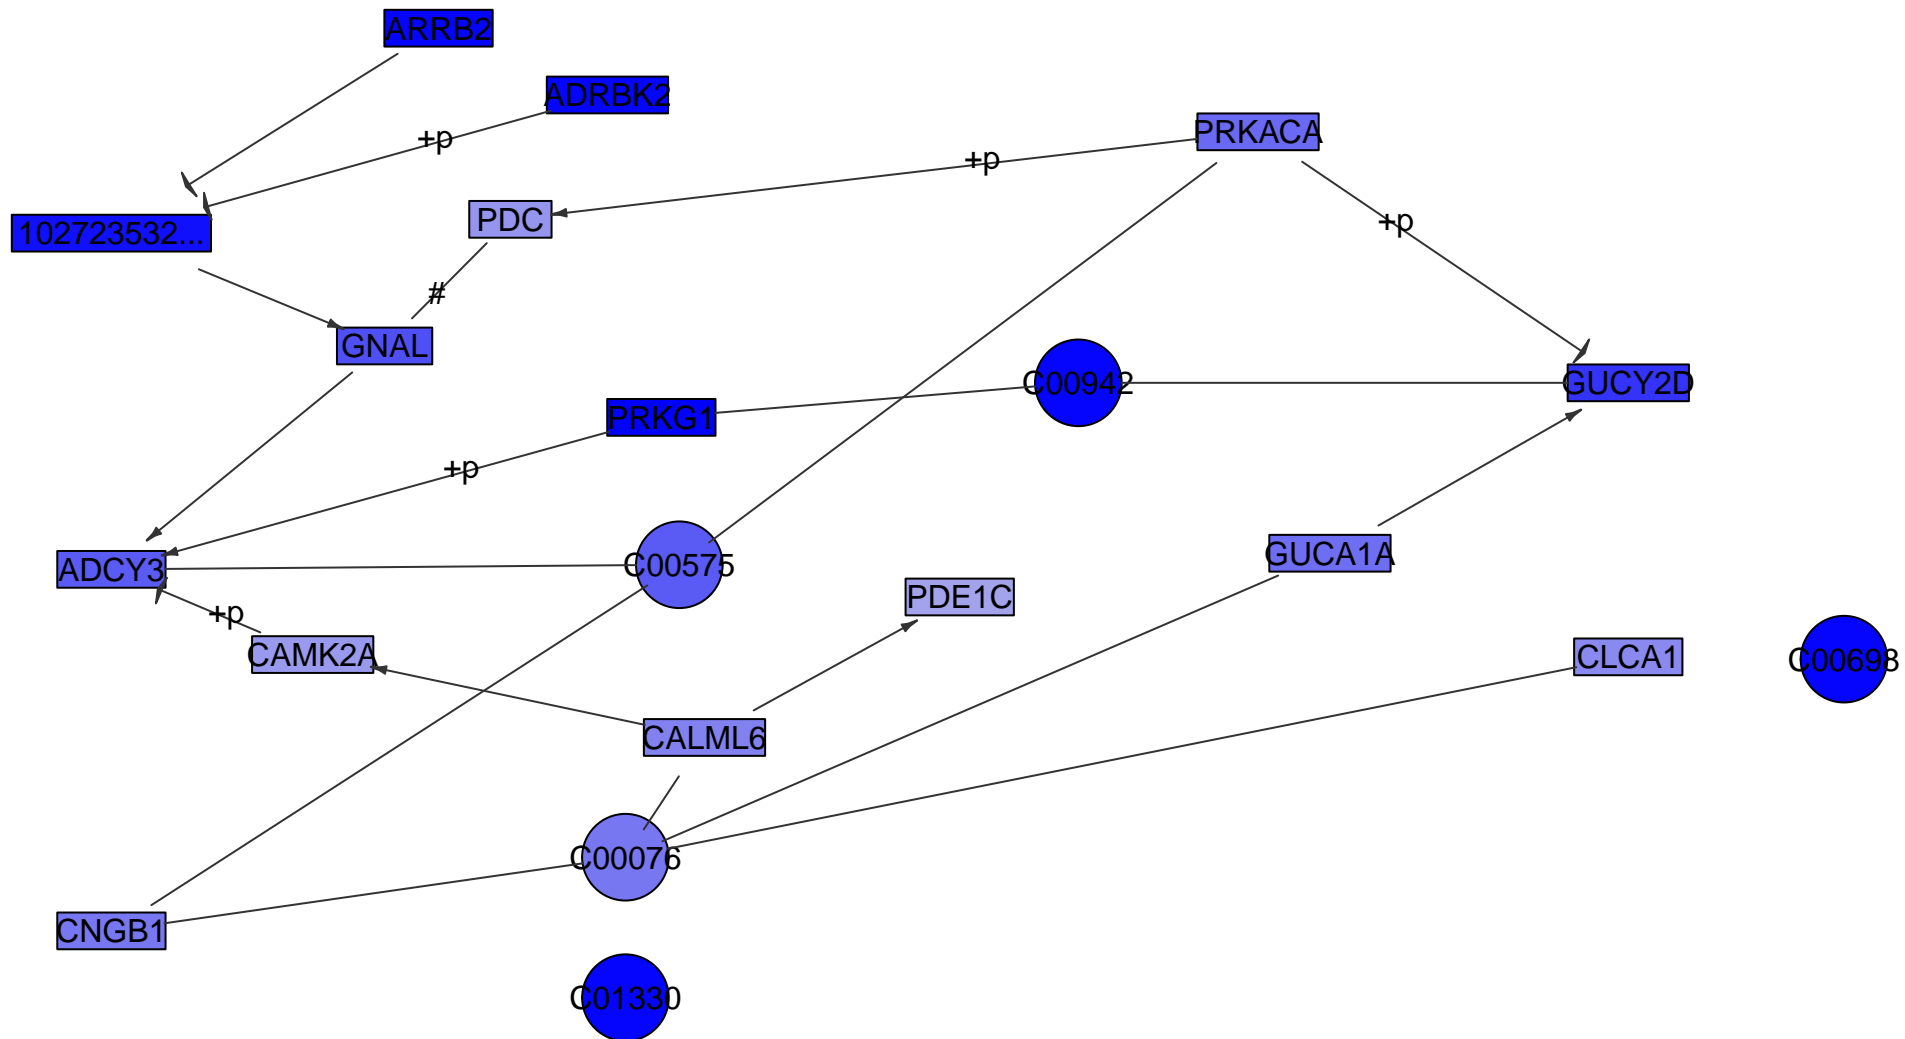 ARRB2
ADRBK2
PRKACA
+p
+p
PDC
+p
102723532...
#
GNAL
C00942
GUCY2D
PRKG1
+p
GUCA1A
ADCY3
C00575
PDE1C
+p
CAMK2A
CLCA1
C00698
CALML6
C00076
CNGB1
C01330